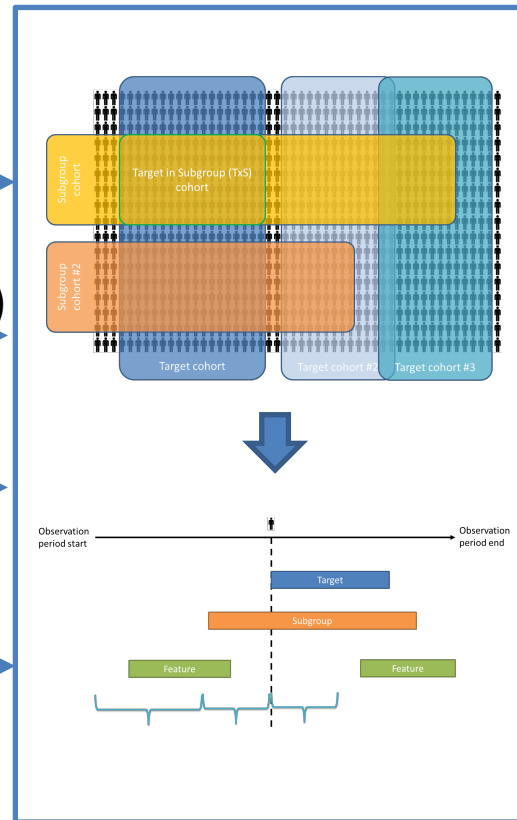 Subgroup
cohort
Target in Subgroup (TxS)
cohort
Subgroup
cohort #2
Target cohort
Target cohort #2
Target cohort #3
Observation
period start
Observation
period end
Target
Subgroup
Feature
Feature